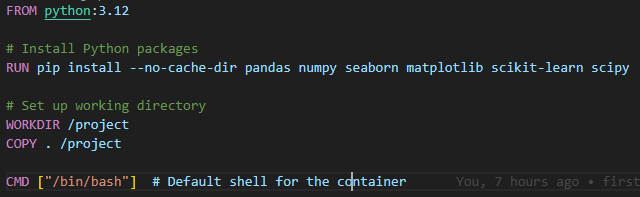 FROM python:3.12
# Install Python packages
RUN pip install --no-cache-dir pandas numpy seaborn matplotlib scikit-learn scipy
# Set up working directory
WORKDIR /project
COPY . /project
CMD ["/bin/bash"]  # Default shell for the container You, 7 hours ago • first